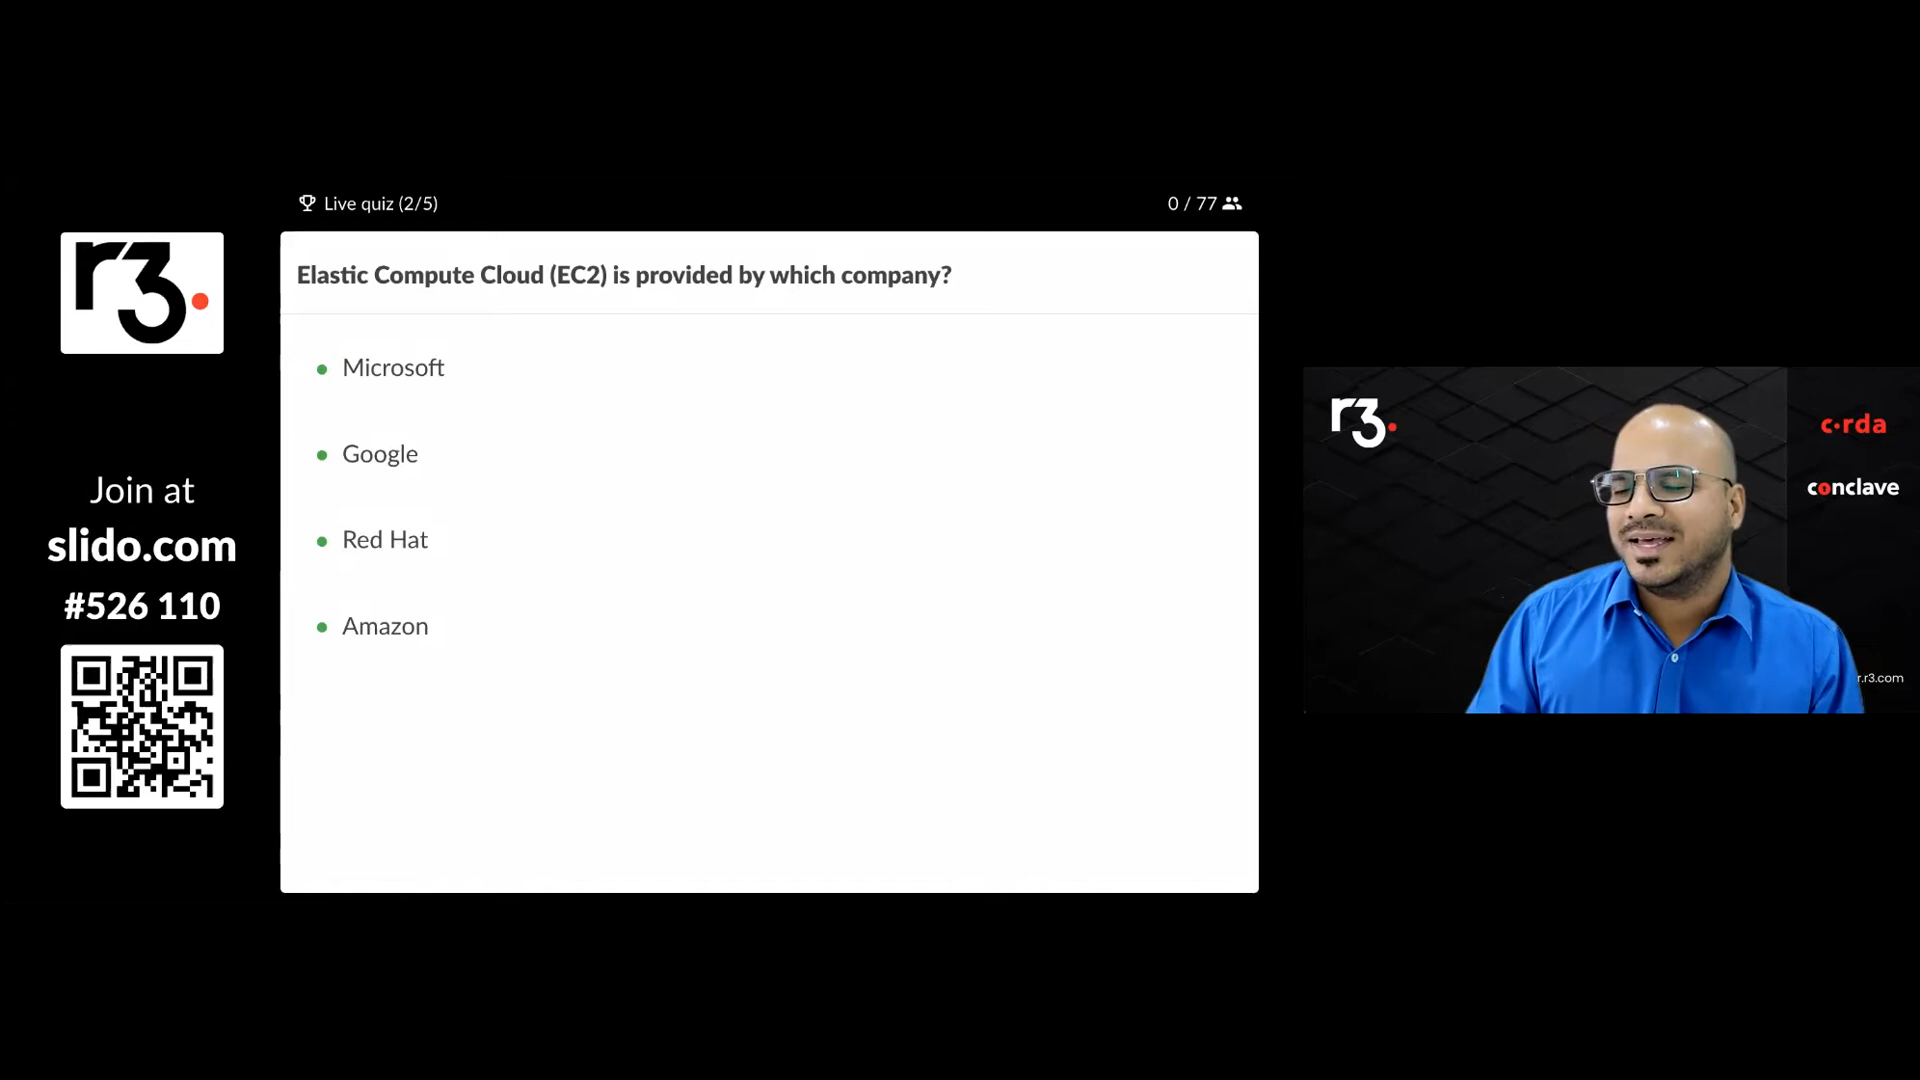 Live quiz (2/5)
0 / 77
r3.
Elastic Compute Cloud (EC2) is provided by which company?
Microsoft
Google
Red Hat
Amazon
Join at
slido.com
#526 110
r3.
c·rda
conclave
r.r3.com